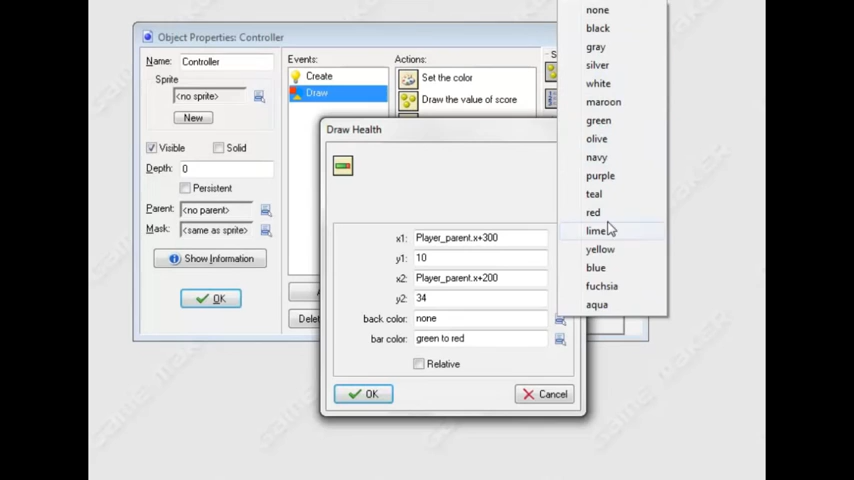 Object Properties: Controller
Name: Controller
Sprite
<no sprite>
New
Visible
Solid
Depth: 0
Persistent
Parent: <no parent>
Mask: <same as sprite>
Show Information
OK
Events:
Create
Draw
Actions:
Set the color
Draw the value of score
Draw Health
x1: Player_parent.x+300
y1: 10
x2: Player_parent.x+200
y2: 34
back color: none
bar color: green to red
Relative
OK
Cancel
none
black
gray
silver
white
maroon
green
olive
navy
purple
teal
red
lime
yellow
blue
fuchsia
aqua